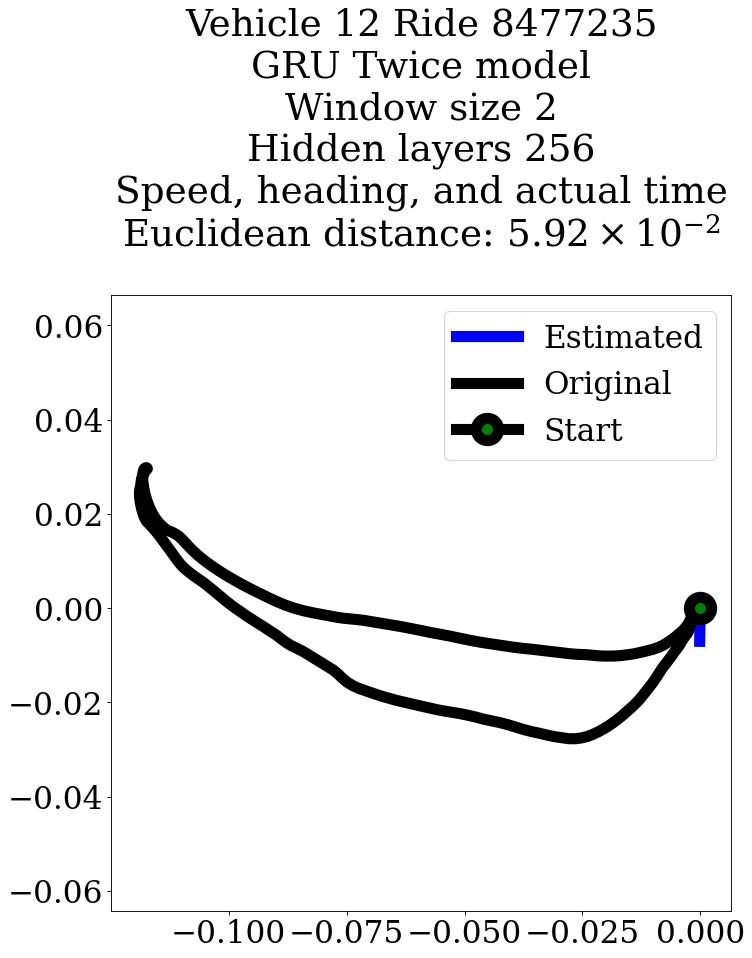 Vehicle 12 Ride 8477235
GRU Twice model
Window size 2
Hidden layers 256
Speed, heading, and actual time
Euclidean distance: 5.92 × 10⁻²
Estimated
Original
Start
0.06
0.04
0.02
0.00
−0.02
−0.04
−0.06
−0.100 −0.075 −0.050 −0.025 0.000